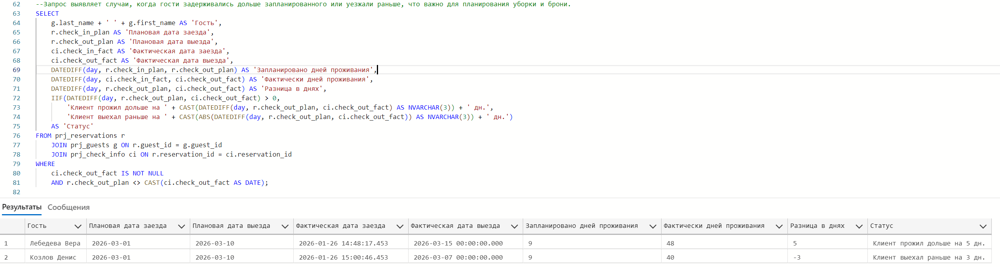 62 --Запрос выявляет случаи, когда гости задерживались дольше запланированного или уезжали раньше, что важно для планирования уборки и брони.
63 SELECT
64 g.last_name + ' ' + g.first_name AS 'Гость',
65 r.check_in_plan AS 'Плановая дата заезда',
66 r.check_out_plan AS 'Плановая дата выезда',
67 ci.check_in_fact AS 'Фактическая дата заезда',
68 ci.check_out_fact AS 'Фактическая дата выезда',
69 DATEDIFF(day, r.check_in_plan, r.check_out_plan) AS 'Запланировано дней проживания',
70 DATEDIFF(day, ci.check_in_fact, ci.check_out_fact) AS 'Фактически дней проживания',
71 DATEDIFF(day, r.check_out_plan, ci.check_out_fact) AS 'Разница в днях',
72 IIF(DATEDIFF(day, r.check_out_plan, ci.check_out_fact) > 0,
73 'Клиент прожил дольше на ' + CAST(DATEDIFF(day, r.check_out_plan, ci.check_out_fact) AS NVARCHAR(3)) + ' дн.',
74 'Клиент выехал раньше на ' + CAST(ABS(DATEDIFF(day, r.check_out_plan, ci.check_out_fact)) AS NVARCHAR(3)) + ' дн.')
75 AS 'Статус'
76 FROM prj_reservations r
77 JOIN prj_guests g ON r.guest_id = g.guest_id
78 JOIN prj_check_info ci ON r.reservation_id = ci.reservation_id
79 WHERE
80 ci.check_out_fact IS NOT NULL
81 AND r.check_out_plan <> CAST(ci.check_out_fact AS DATE);
82
Результаты Сообщения
Гость Плановая дата заезда Плановая дата выезда Фактическая дата заезда Фактическая дата выезда Запланировано дней проживания Фактически дней проживания Разница в днях Статус
1 Лебедева Вера 2026-03-01 2026-03-10 2026-01-26 14:48:17.453 2026-03-15 00:00:00.000 9 48 5 Клиент прожил дольше на 5 дн.
2 Козлов Денис 2026-03-01 2026-03-10 2026-01-26 15:00:46.453 2026-03-07 00:00:00.000 9 40 -3 Клиент выехал раньше на 3 дн.